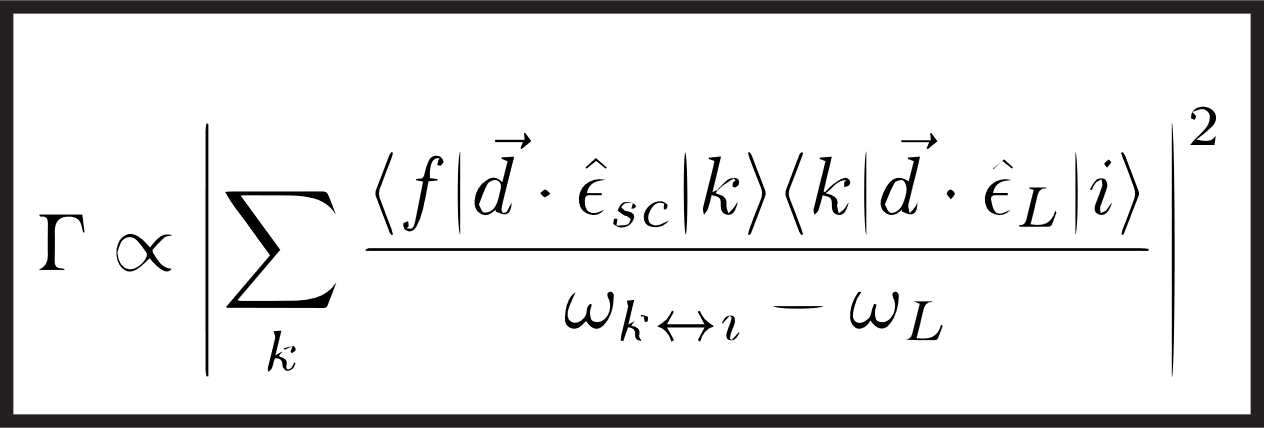 Γ ∝ | ∑_k ⟨f|d⃗ · ε̂_sc|k⟩⟨k|d⃗ · ε̂_L|i⟩ / (ω_{k↔ı} − ω_L) |²